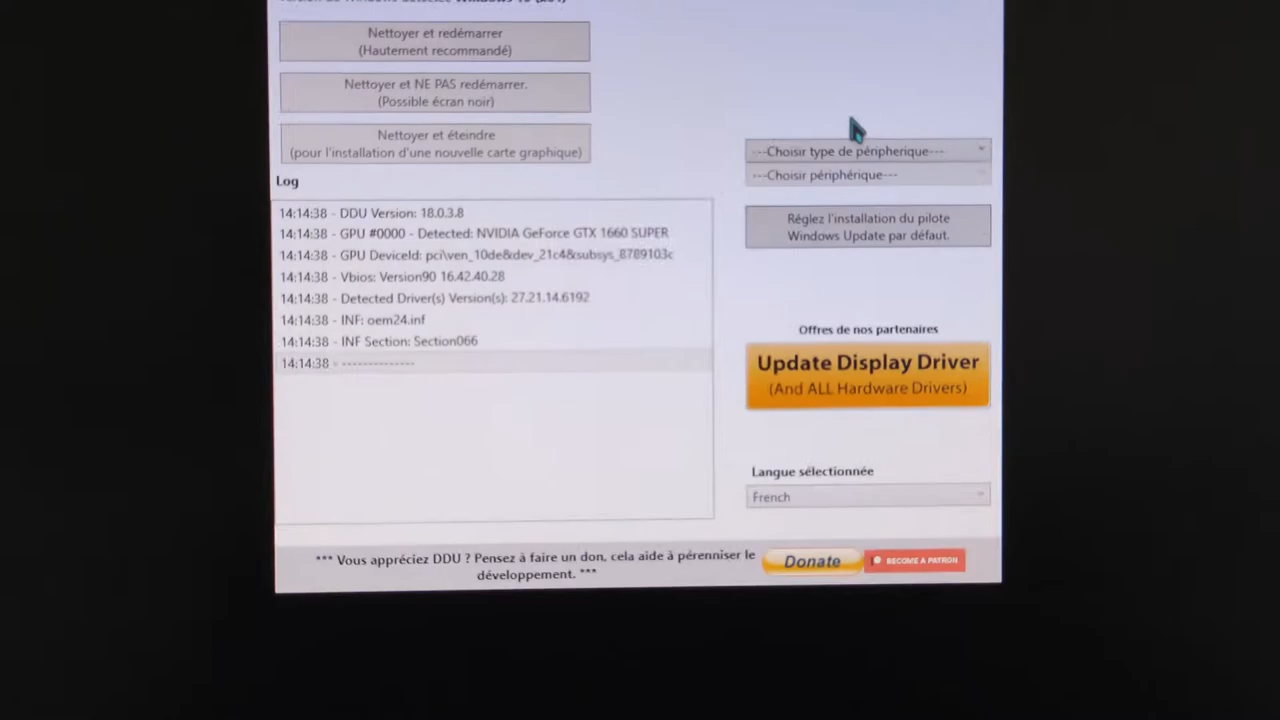 Nettoyer et redémarrer
(Hautement recommandé)
Nettoyer et NE PAS redémarrer.
(Possible écran noir)
Nettoyer et éteindre
(pour l'installation d'une nouvelle carte graphique)
---Choisir type de péripherique---
---Choisir périphérique---
Réglez l'installation du pilote
Windows Update par défaut.
Log
14:14:38 - DDU Version: 18.0.3.8
14:14:38 - GPU #0000 - Detected: NVIDIA GeForce GTX 1660 SUPER
14:14:38 - GPU DeviceId: pci\ven_10de&dev_21c4&subsys_8789103c
14:14:38 - Vbios: Version90 16.42.40.28
14:14:38 - Detected Driver(s) Version(s): 27.21.14.6192
14:14:38 - INF: oem24.inf
14:14:38 - INF Section: Section066
14:14:38 - --------------
Offres de nos partenaires
Update Display Driver
(And ALL Hardware Drivers)
Langue sélectionnée
French
*** Vous appréciez DDU ? Pensez à faire un don, cela aide à pérenniser le
développement. ***
Donate
BECOME A PATRON